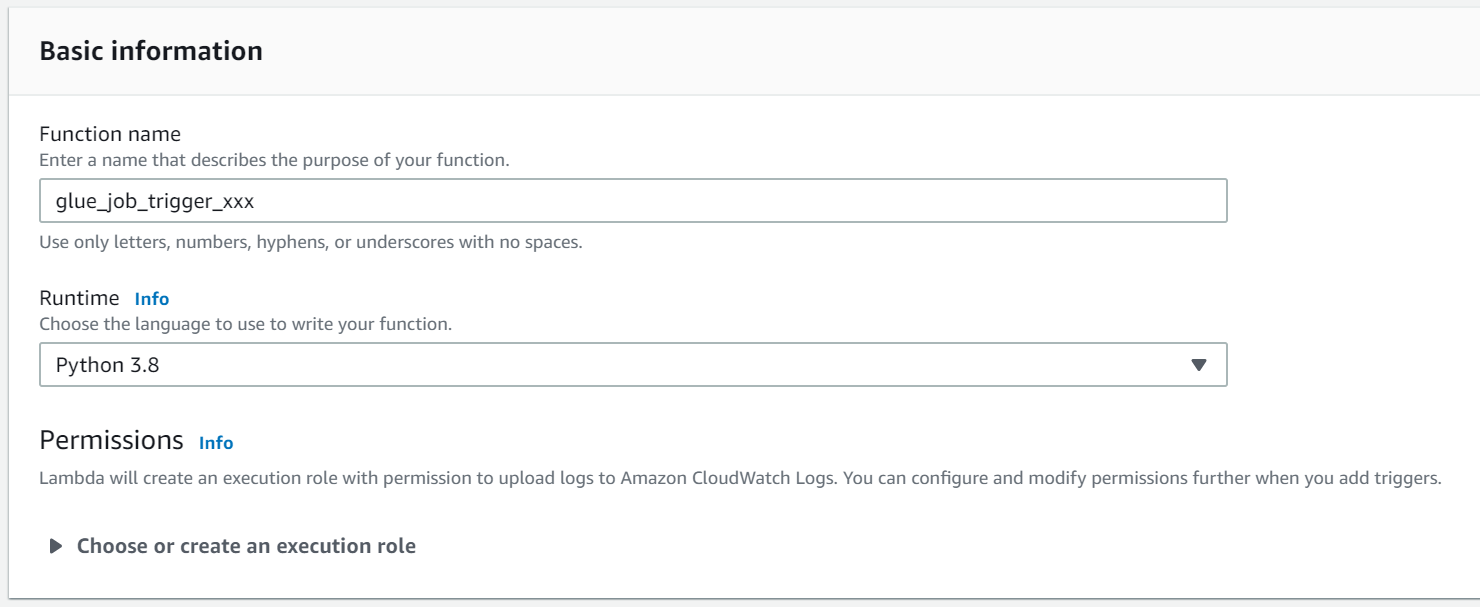 Basic information
Function name
Enter a name that describes the purpose of your function.
glue_job_trigger_xxx
Use only letters, numbers, hyphens, or underscores with no spaces.
Runtime Info
Choose the language to use to write your function.
Python 3.8
Permissions Info
Lambda will create an execution role with permission to upload logs to Amazon CloudWatch Logs. You can configure and modify permissions further when you add triggers.
Choose or create an execution role